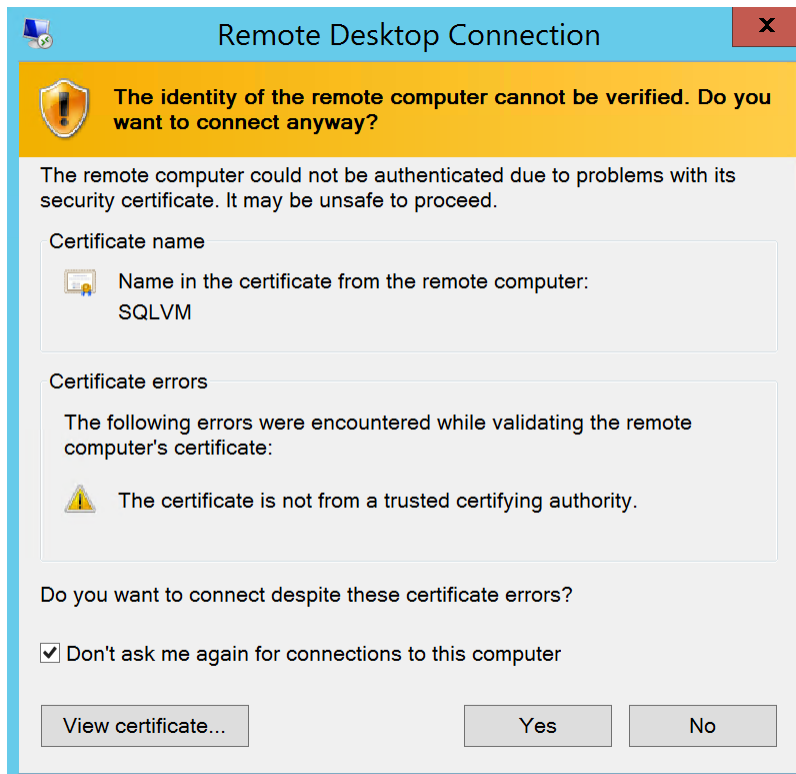 Remote Desktop Connection
X
The identity of the remote computer cannot be verified. Do you
want to connect anyway?
The remote computer could not be authenticated due to problems with its
security certificate. It may be unsafe to proceed.
Certificate name
Name in the certificate from the remote computer:
SQLVM
Certificate errors
The following errors were encountered while validating the remote
computer's certificate:
The certificate is not from a trusted certifying authority.
Do you want to connect despite these certificate errors?
Don't ask me again for connections to this computer
View certificate...
Yes
No